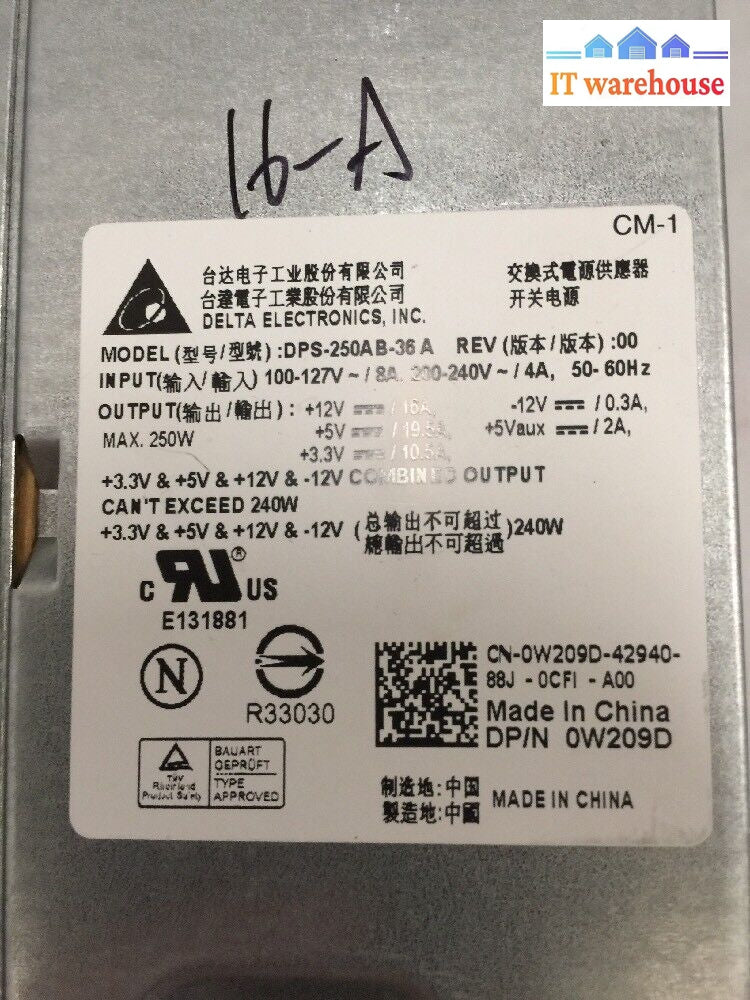 IT warehouse
16-A
CM-1
台达电子工业股份有限公司
台達電子工業股份有限公司
DELTA ELECTRONICS, INC.
交換式電源供應器
开关电源
MODEL (型号/型號) :DPS-250AB-36 A REV (版本/版本) :00
INPUT(输入/輸入) 100-127V ~ / 8A, 200-240V ~ / 4A, 50-60Hz
OUTPUT(输出/輸出) : +12V ⎓ / 16A, -12V ⎓ / 0.3A,
MAX. 250W +5V ⎓ / 19.5A, +5Vaux ⎓ / 2A,
+3.3V ⎓ / 10.5A,
+3.3V & +5V & +12V & -12V COMBINED OUTPUT
CAN'T EXCEED 240W
+3.3V & +5V & +12V & -12V (总输出不可超过
總輸出不可超過)240W
C RU ® US
E131881
N
R33030
TÜV
Rheinland
Product Safety
BAUART
GEPRÜFT
TYPE
APPROVED
CN-0W209D-42940-
88J - 0CFI - A00
Made In China
DP/N 0W209D
制造地:中国
製造地:中國
MADE IN CHINA